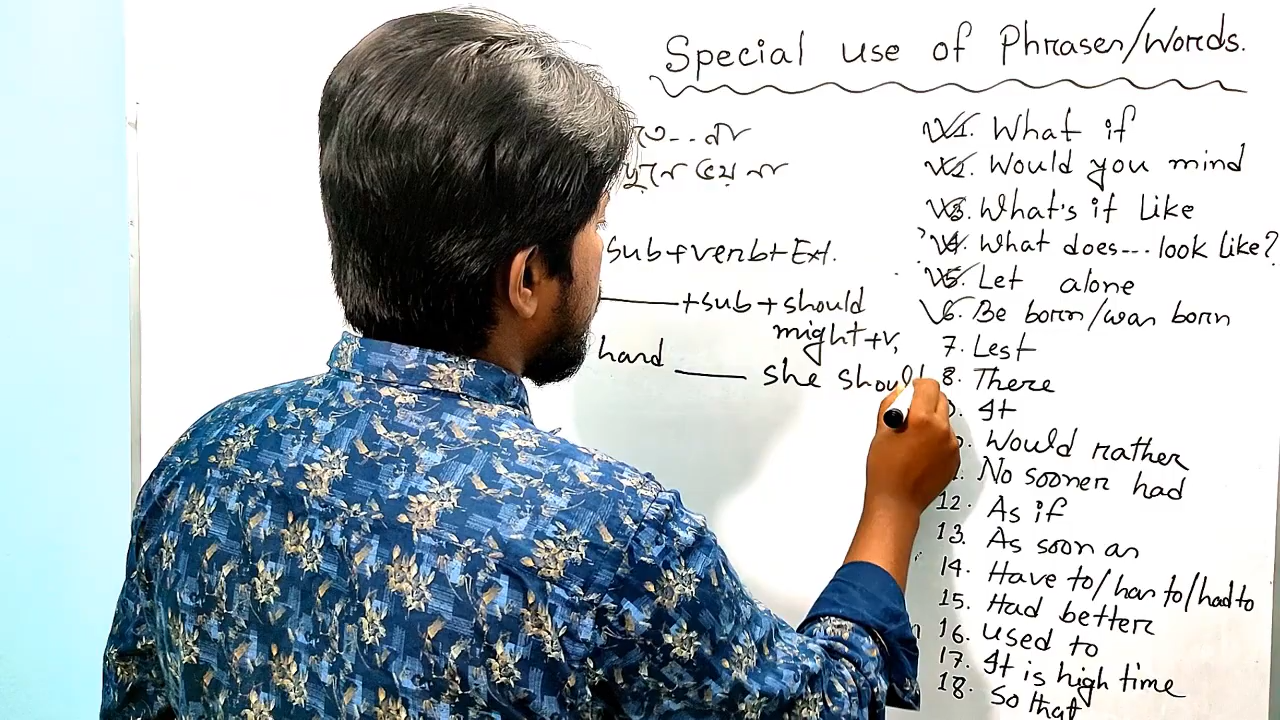 Special use of Phrases/Words.
sub+verb+Ext.
+sub+should
might+v,
hard ____ she should
1. What if
2. Would you mind
3. What's it like
4. What does...look like?
5. Let alone
6. Be born/was born
7. Lest
8. There
It
Would rather
No sooner had
12. As if
13. As soon as
14. Have to/has to/had to
15. Had better
16. used to
17. It is high time
18. So that